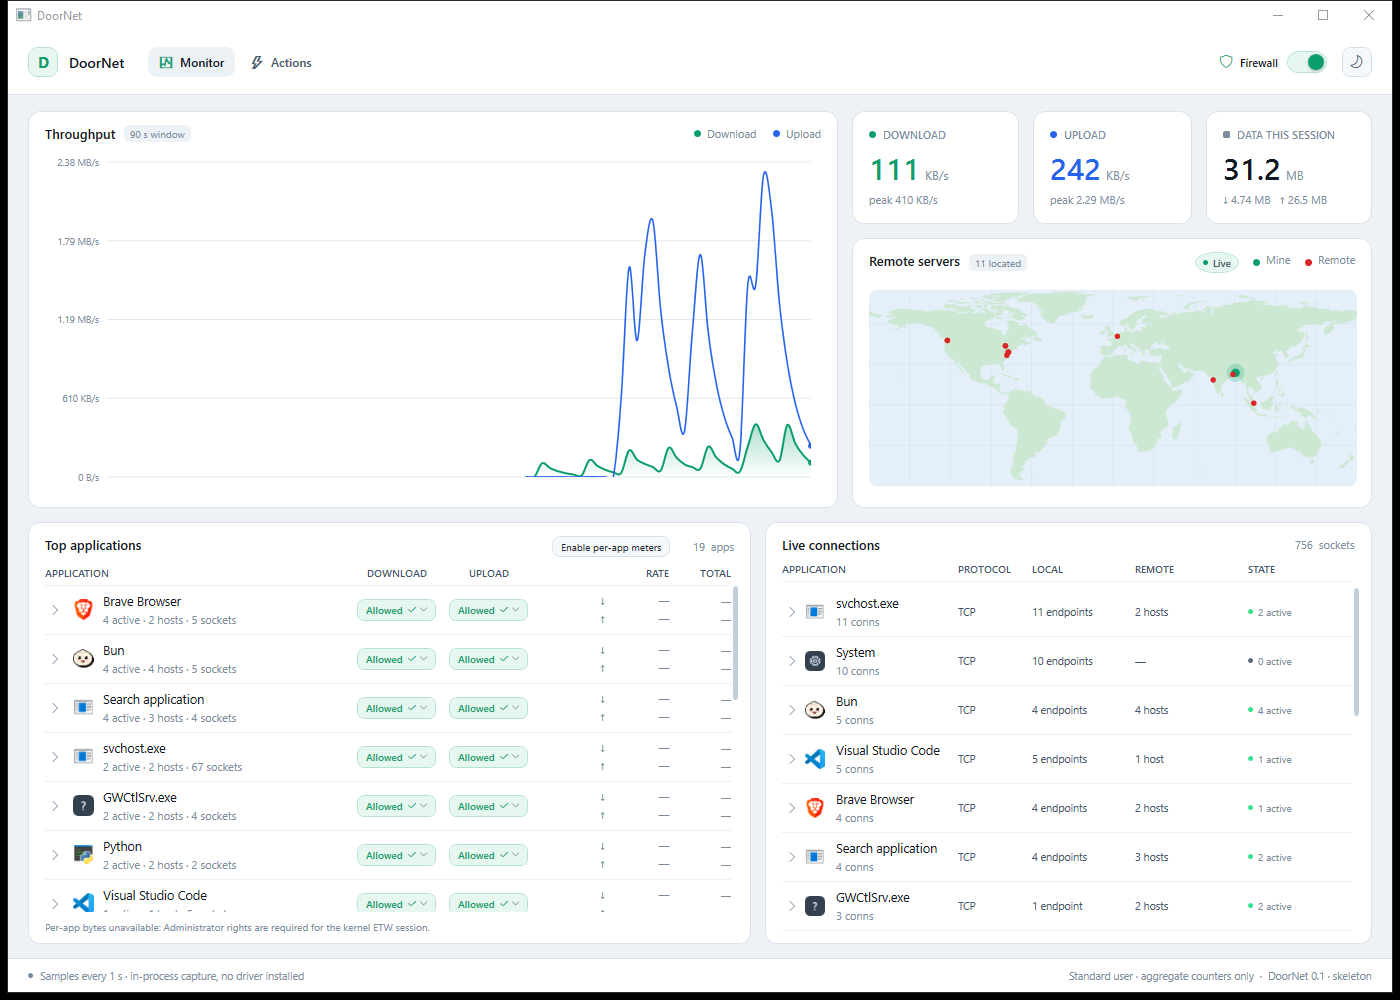 DoorNet
D DoorNet Monitor Actions Firewall
Throughput 90 s window Download Upload
2.38 MB/s
1.79 MB/s
1.19 MB/s
610 KB/s
0 B/s
DOWNLOAD
111 KB/s
peak 410 KB/s
UPLOAD
242 KB/s
peak 2.29 MB/s
DATA THIS SESSION
31.2 MB
↓ 4.74 MB ↑ 26.5 MB
Remote servers 11 located Live Mine Remote
Top applications Enable per-app meters 19 apps
APPLICATION DOWNLOAD UPLOAD RATE TOTAL
Brave Browser Allowed Allowed ↓ — —
4 active · 2 hosts · 5 sockets ↑ — —
Bun Allowed Allowed ↓ — —
4 active · 4 hosts · 5 sockets ↑ — —
Search application Allowed Allowed ↓ — —
4 active · 3 hosts · 4 sockets ↑ — —
svchost.exe Allowed Allowed ↓ — —
2 active · 2 hosts · 67 sockets ↑ — —
? GWCtlSrv.exe Allowed Allowed ↓ — —
2 active · 2 hosts · 4 sockets ↑ — —
Python Allowed Allowed ↓ — —
2 active · 2 hosts · 2 sockets ↑ — —
Visual Studio Code Allowed Allowed ↓ — —
Per-app bytes unavailable: Administrator rights are required for the kernel ETW session.
Live connections 756 sockets
APPLICATION PROTOCOL LOCAL REMOTE STATE
svchost.exe TCP 11 endpoints 2 hosts 2 active
11 conns
System TCP 10 endpoints — 0 active
10 conns
Bun TCP 4 endpoints 4 hosts 4 active
5 conns
Visual Studio Code TCP 5 endpoints 1 host 1 active
5 conns
Brave Browser TCP 4 endpoints 2 hosts 1 active
4 conns
Search application TCP 4 endpoints 3 hosts 2 active
4 conns
? GWCtlSrv.exe TCP 1 endpoint 2 hosts 2 active
3 conns
Samples every 1 s · in-process capture, no driver installed
Standard user · aggregate counters only · DoorNet 0.1 · skeleton